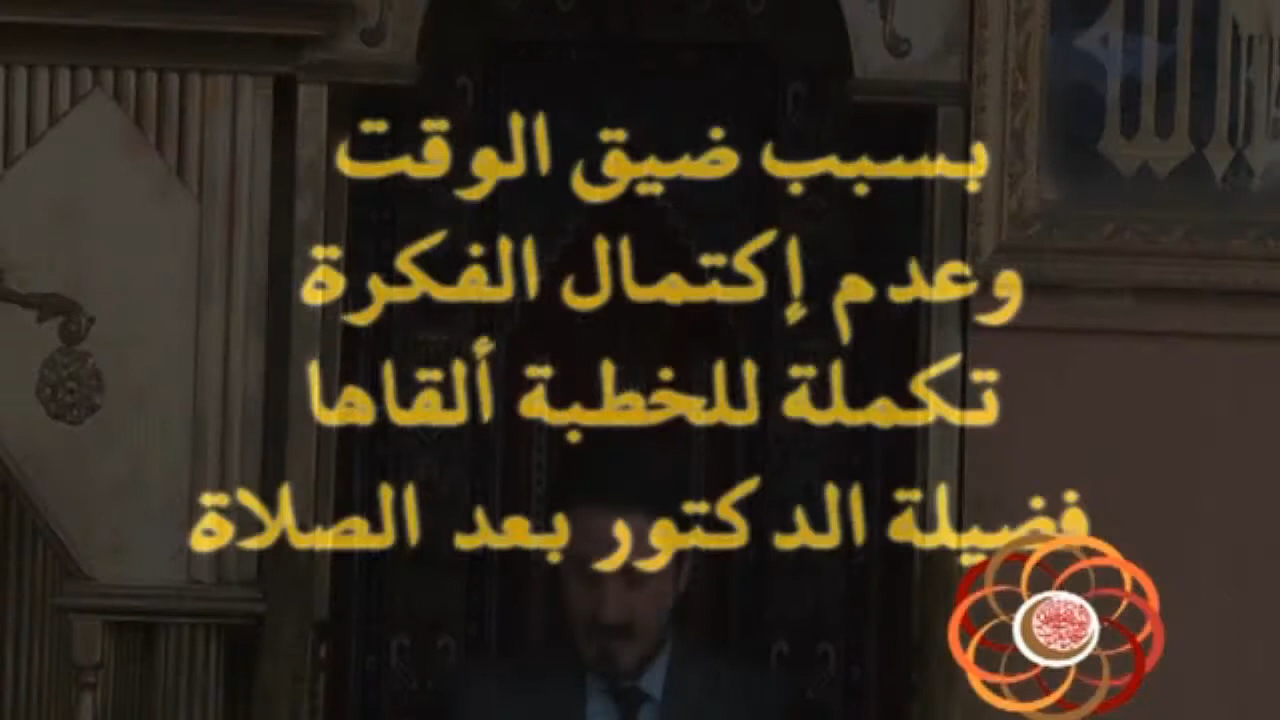 بسبب ضيق الوقت
وعدم إكتمال الفكرة
تكملة للخطبة ألقاها
فضيلة الدكتور بعد الصلاة